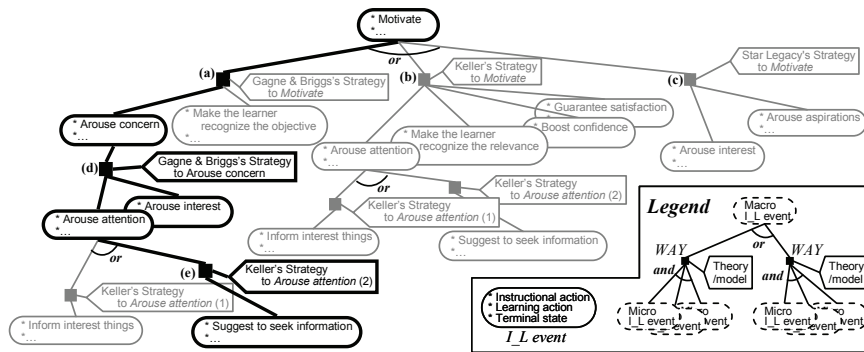 * Motivate
*...
or
(a)
Gagne & Briggs's Strategy
to Motivate
(b)
Keller's Strategy
to Motivate
Star Legacy's Strategy
to Motivate
(c)
* Make the learner
recognize the objective
*...
* Guarantee satisfaction
* Boost confidence
* Arouse aspirations
*...
* Arouse concern
*...
* Arouse attention
*...
* Make the learner
recognize the relevance
* Arouse interest
*...
(d)
Gagne & Briggs's Strategy
to Arouse concern
or
Keller's Strategy
to Arouse attention (2)
* Arouse interest
* Arouse attention
*...
Keller's Strategy
to Arouse attention (1)
* Inform interest things
*...
* Suggest to seek information
*...
or
(e)
Keller's Strategy
to Arouse attention (2)
Keller's Strategy
to Arouse attention (1)
* Inform interest things
*...
* Suggest to seek information
*...
Legend
Macro
I_L event
or
WAY
WAY
and
and
Theory
/model
Theory
/model
Micro
I_L event
Micro
I_L event
* Instructional action
* Learning action
* Terminal state
I_L event